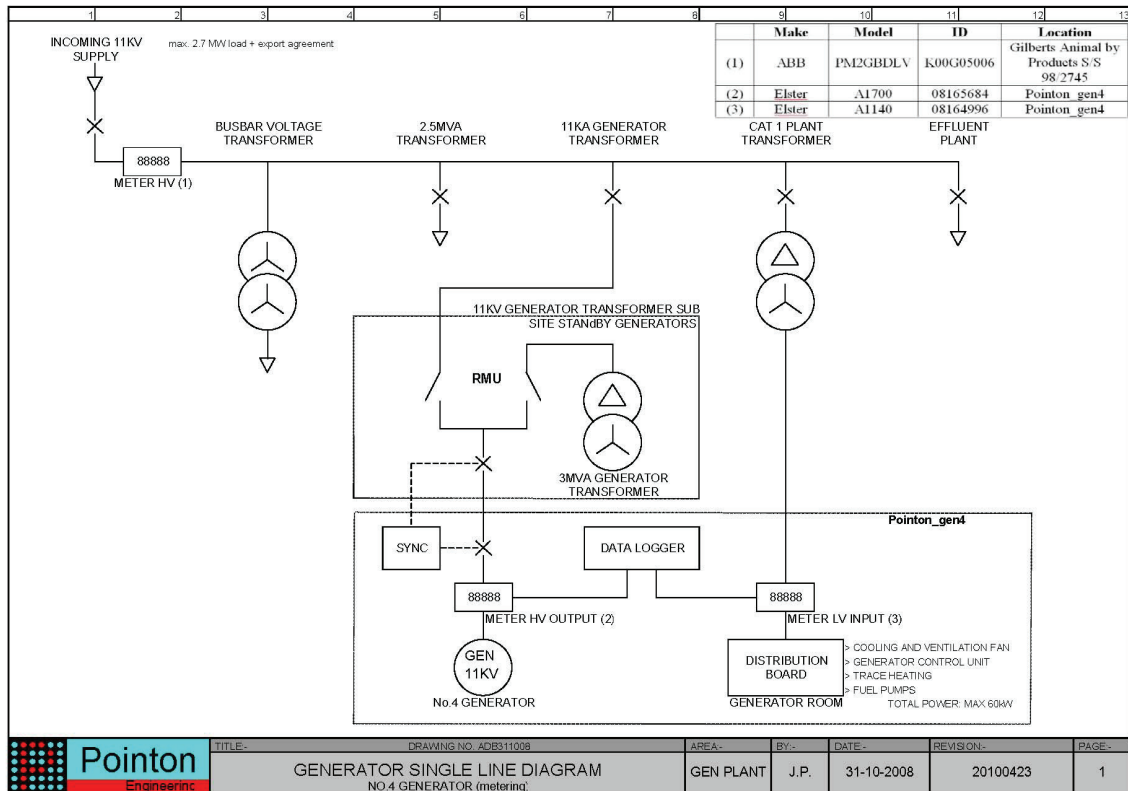 1 2 3 4 5 6 7 8 9 10 11 12 13
INCOMING 11KV
SUPPLY
max. 2.7 MW load + export agreement
Make Model ID Location
(1) ABB PM2GBDLV K00G05006 Gilberts Animal by
Products S/S
98/2745
(2) Elster A1700 08165684 Pointon_gen4
(3) Elster A1140 08164996 Pointon_gen4
BUSBAR VOLTAGE
TRANSFORMER
2.5MVA
TRANSFORMER
11KA GENERATOR
TRANSFORMER
CAT 1 PLANT
TRANSFORMER
EFFLUENT
PLANT
88888
METER HV (1)
11KV GENERATOR TRANSFORMER SUB
SITE STANdBY GENERATORS
RMU
3MVA GENERATOR
TRANSFORMER
Pointon_gen4
SYNC
DATA LOGGER
88888
METER HV OUTPUT (2)
88888
METER LV INPUT (3)
GEN
11KV
No.4 GENERATOR
DISTRIBUTION
BOARD
GENERATOR ROOM
> COOLING AND VENTILATION FAN
> GENERATOR CONTROL UNIT
> TRACE HEATING
> FUEL PUMPS
TOTAL POWER: MAX 60kW
Pointon
Engineering
TITLE:- DRAWING NO. ADB311008
GENERATOR SINGLE LINE DIAGRAM
NO.4 GENERATOR (metering)
AREA:-
GEN PLANT
BY:-
J.P.
DATE:-
31-10-2008
REVISION:-
20100423
PAGE:-
1